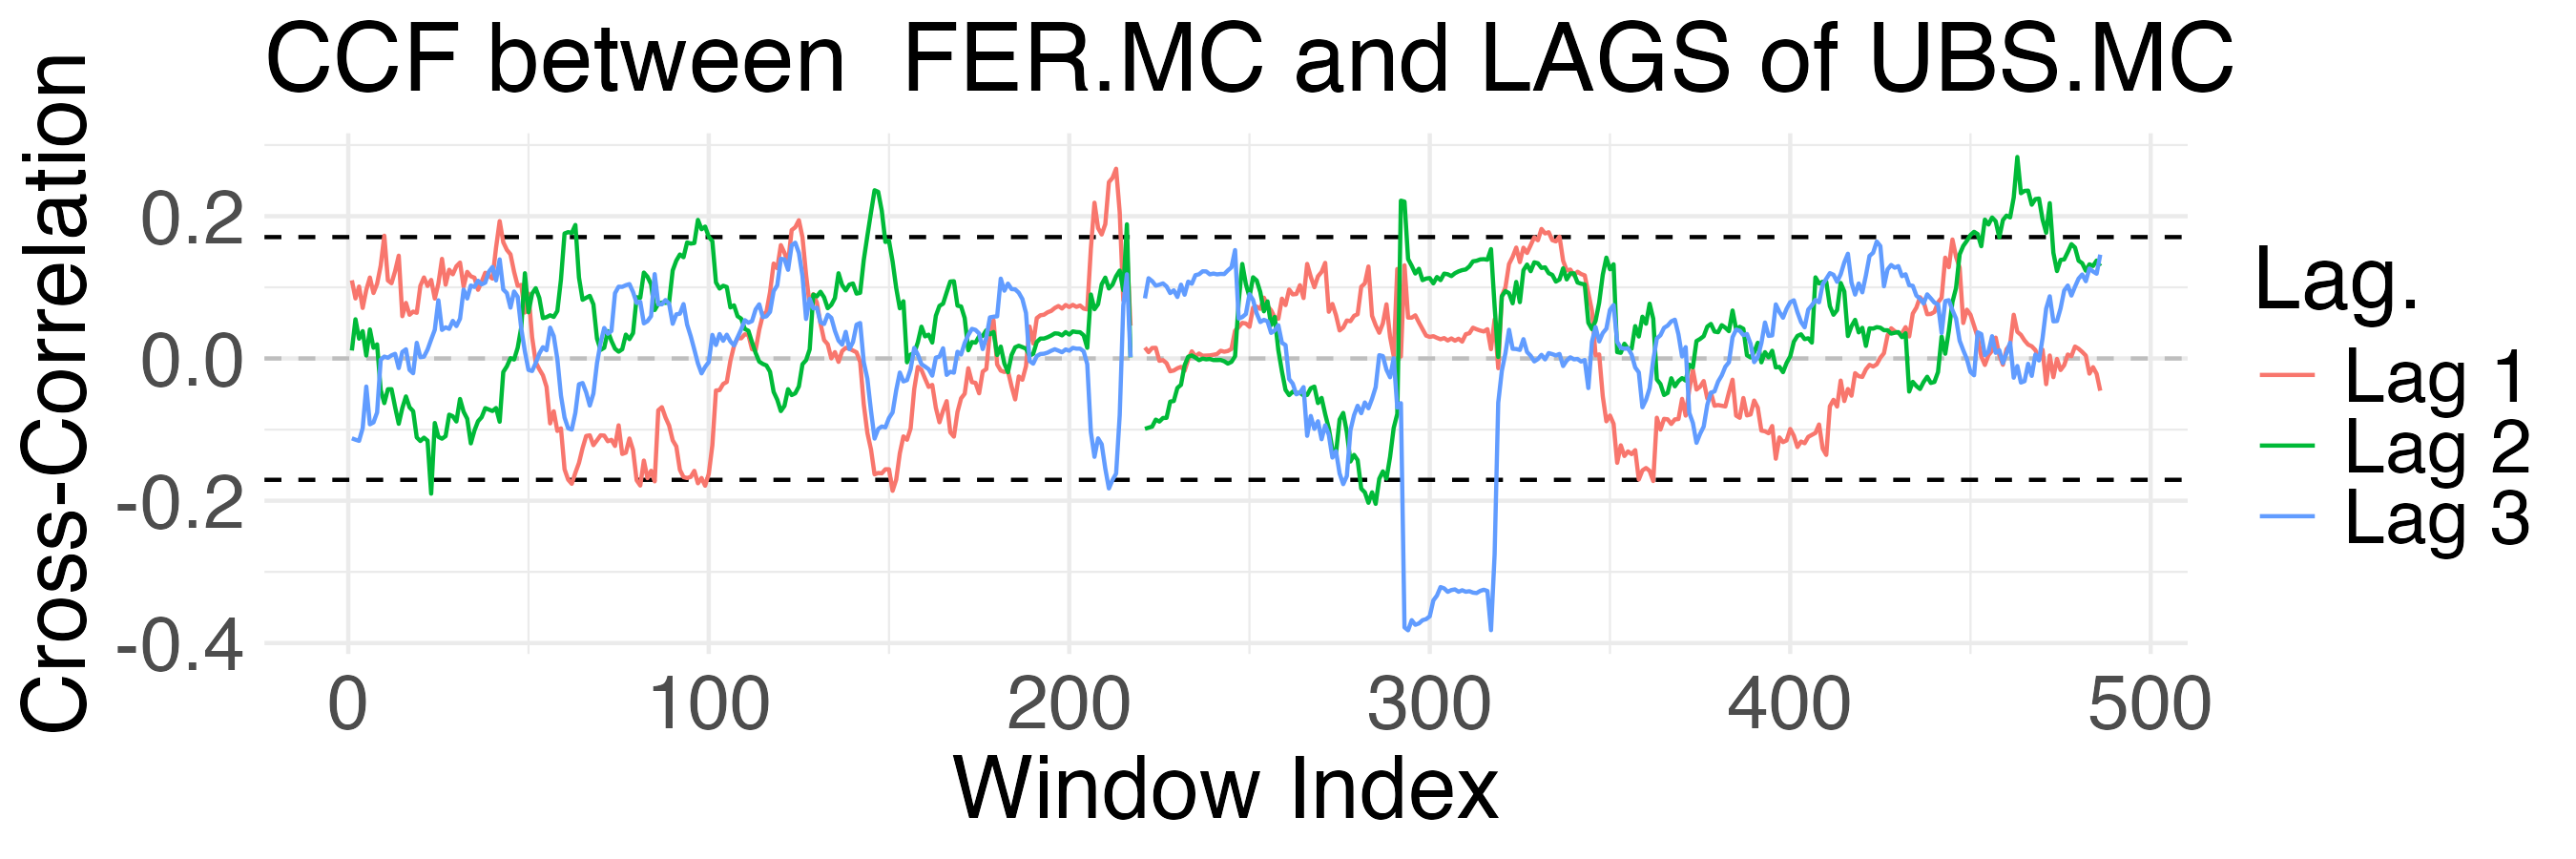 CCF between  FER.MC and LAGS of UBS.MC
Cross-Correlation
0.2
0.0
-0.2
-0.4
0 100 200 300 400 500
Window Index
Lag.
Lag 1
Lag 2
Lag 3